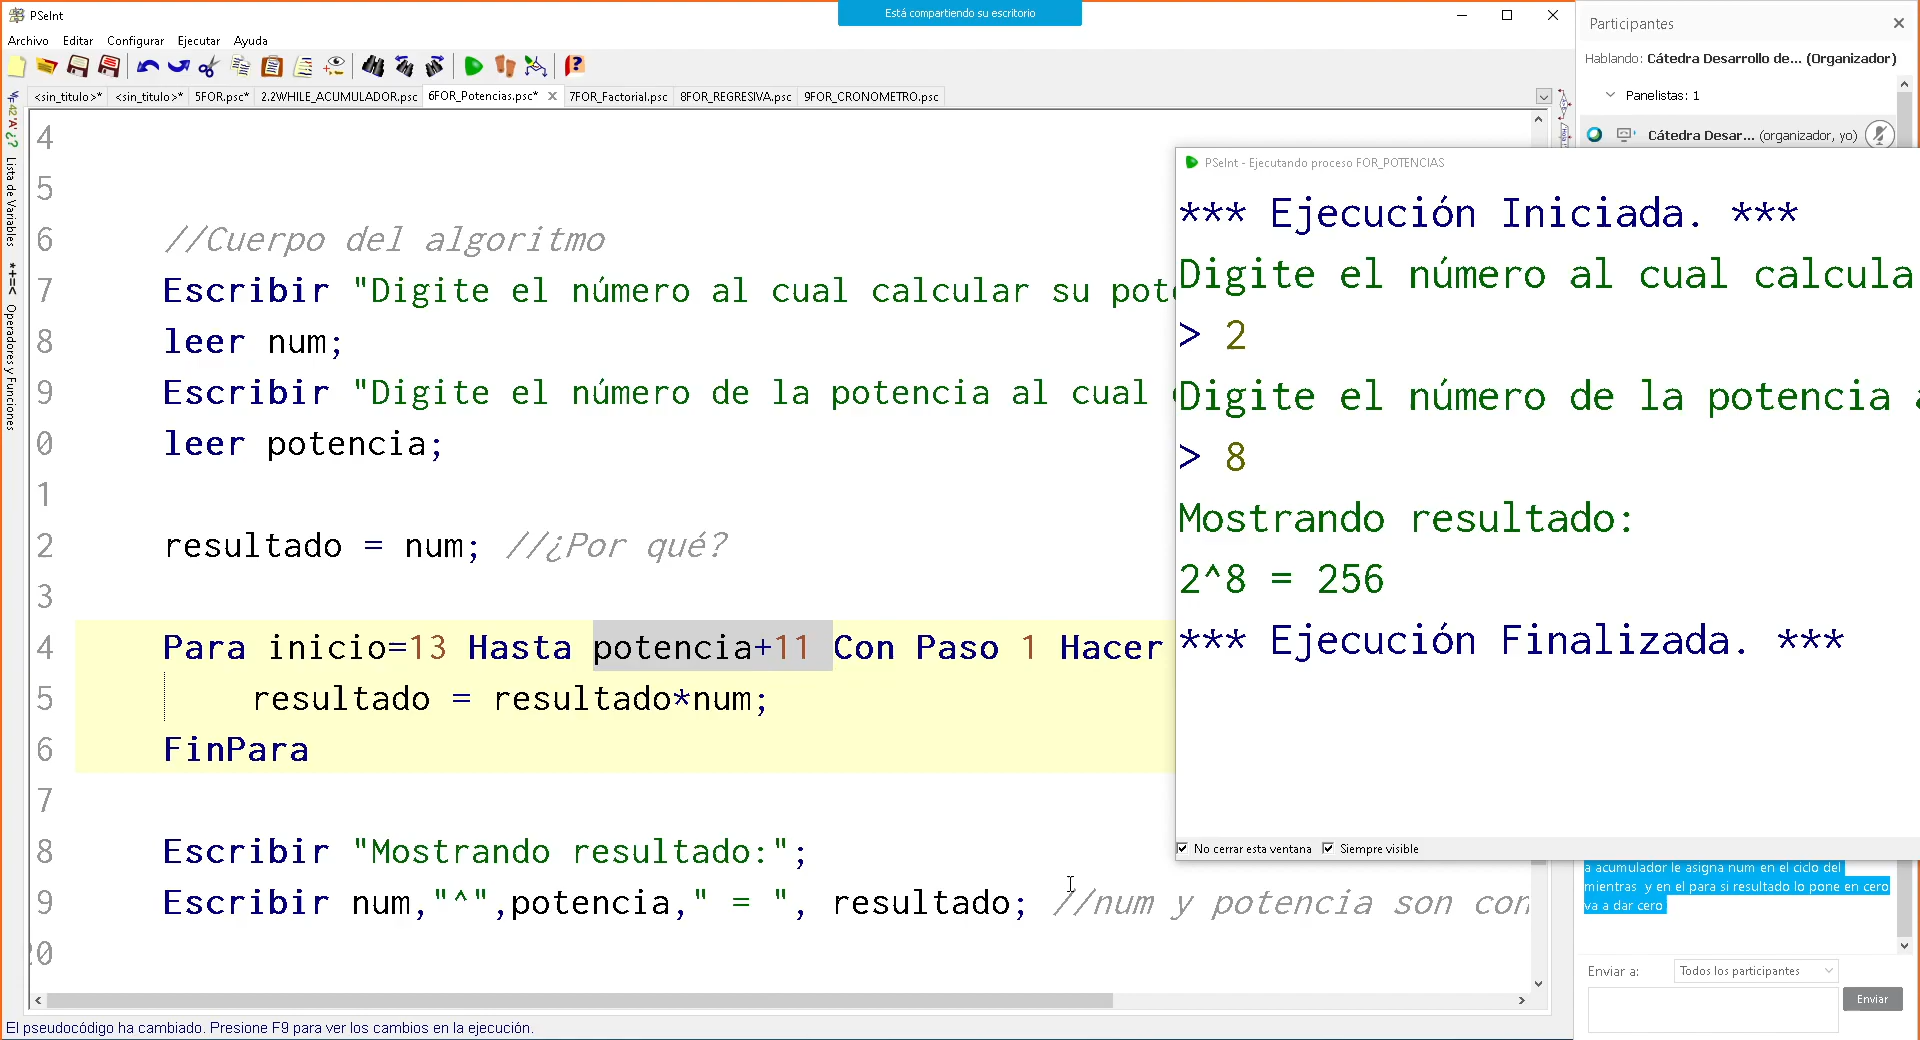 PSeInt
Está compartiendo su escritorio
Archivo Editar Configurar Ejecutar Ayuda
<sin_titulo>* <sin_titulo>* 5FOR.psc* 2.2WHILE_ACUMULADOR.psc 6FOR_Potencias.psc* 7FOR_Factorial.psc 8FOR_REGRESIVA.psc 9FOR_CRONOMETRO.psc
Lista de Variables
Operadores y Funciones
4
5
6 //Cuerpo del algoritmo
7 Escribir "Digite el número al cual calcular su pot
8 leer num;
9 Escribir "Digite el número de la potencia al cual
0 leer potencia;
1
2 resultado = num; //¿Por qué?
3
4 Para inicio=13 Hasta potencia+11 Con Paso 1 Hacer
5 resultado = resultado*num;
6 FinPara
7
8 Escribir "Mostrando resultado:";
9 Escribir num,"^",potencia," = ", resultado; //num y potencia son con
20
El pseudocódigo ha cambiado. Presione F9 para ver los cambios en la ejecución.
PSeInt - Ejecutando proceso FOR_POTENCIAS
*** Ejecución Iniciada. ***
Digite el número al cual calcula
> 2
Digite el número de la potencia a
> 8
Mostrando resultado:
2^8 = 256
*** Ejecución Finalizada. ***
No cerrar esta ventana Siempre visible
Participantes
Hablando: Cátedra Desarrollo de... (Organizador)
Panelistas: 1
Cátedra Desar... (organizador, yo)
a acumulador le asigna num en el ciclo del
mientras y en el para si resultado lo pone en cero
va a dar cero
Enviar a: Todos los participantes
Enviar